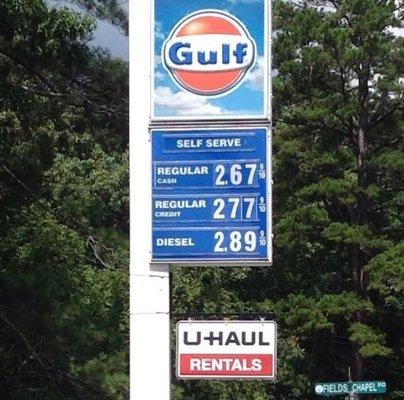 Gulf
SELF SERVE
REGULAR CASH 2.67 9/10
REGULAR CREDIT 2.77 9/10
DIESEL 2.89 9/10
U-HAUL
RENTALS
FIELDS CHAPEL RD